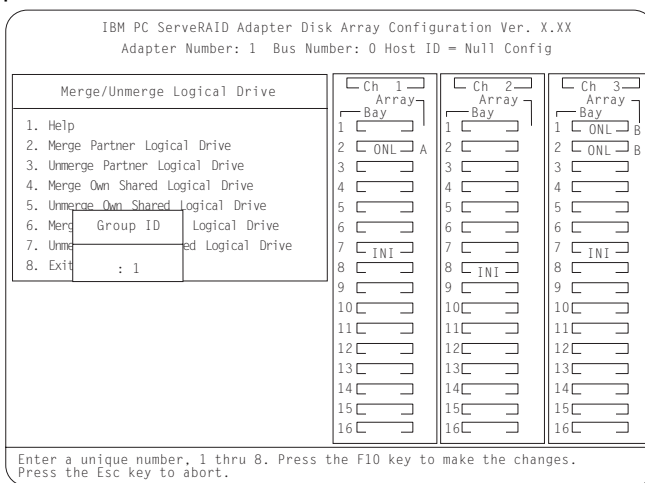 IBM PC ServeRAID Adapter Disk Array Configuration Ver. X.XX
Adapter Number: 1 Bus Number: 0 Host ID = Null Config
Merge/Unmerge Logical Drive
1. Help
2. Merge Partner Logical Drive
3. Unmerge Partner Logical Drive
4. Merge Own Shared Logical Drive
5. Unmerge Own Shared Logical Drive
6. Merg Logical Drive
7. Unme ed Logical Drive
8. Exit
Group ID
: 1
Ch 1
Array
Bay
1
2 ONL A
3
4
5
6
7 INI
8
9
10
11
12
13
14
15
16
Ch 2
Array
Bay
1
2
3
4
5
6
7
8 INI
9
10
11
12
13
14
15
16
Ch 3
Array
Bay
1 ONL B
2 ONL B
3
4
5
6
7 INI
8
9
10
11
12
13
14
15
16
Enter a unique number, 1 thru 8. Press the F10 key to make the changes.
Press the Esc key to abort.